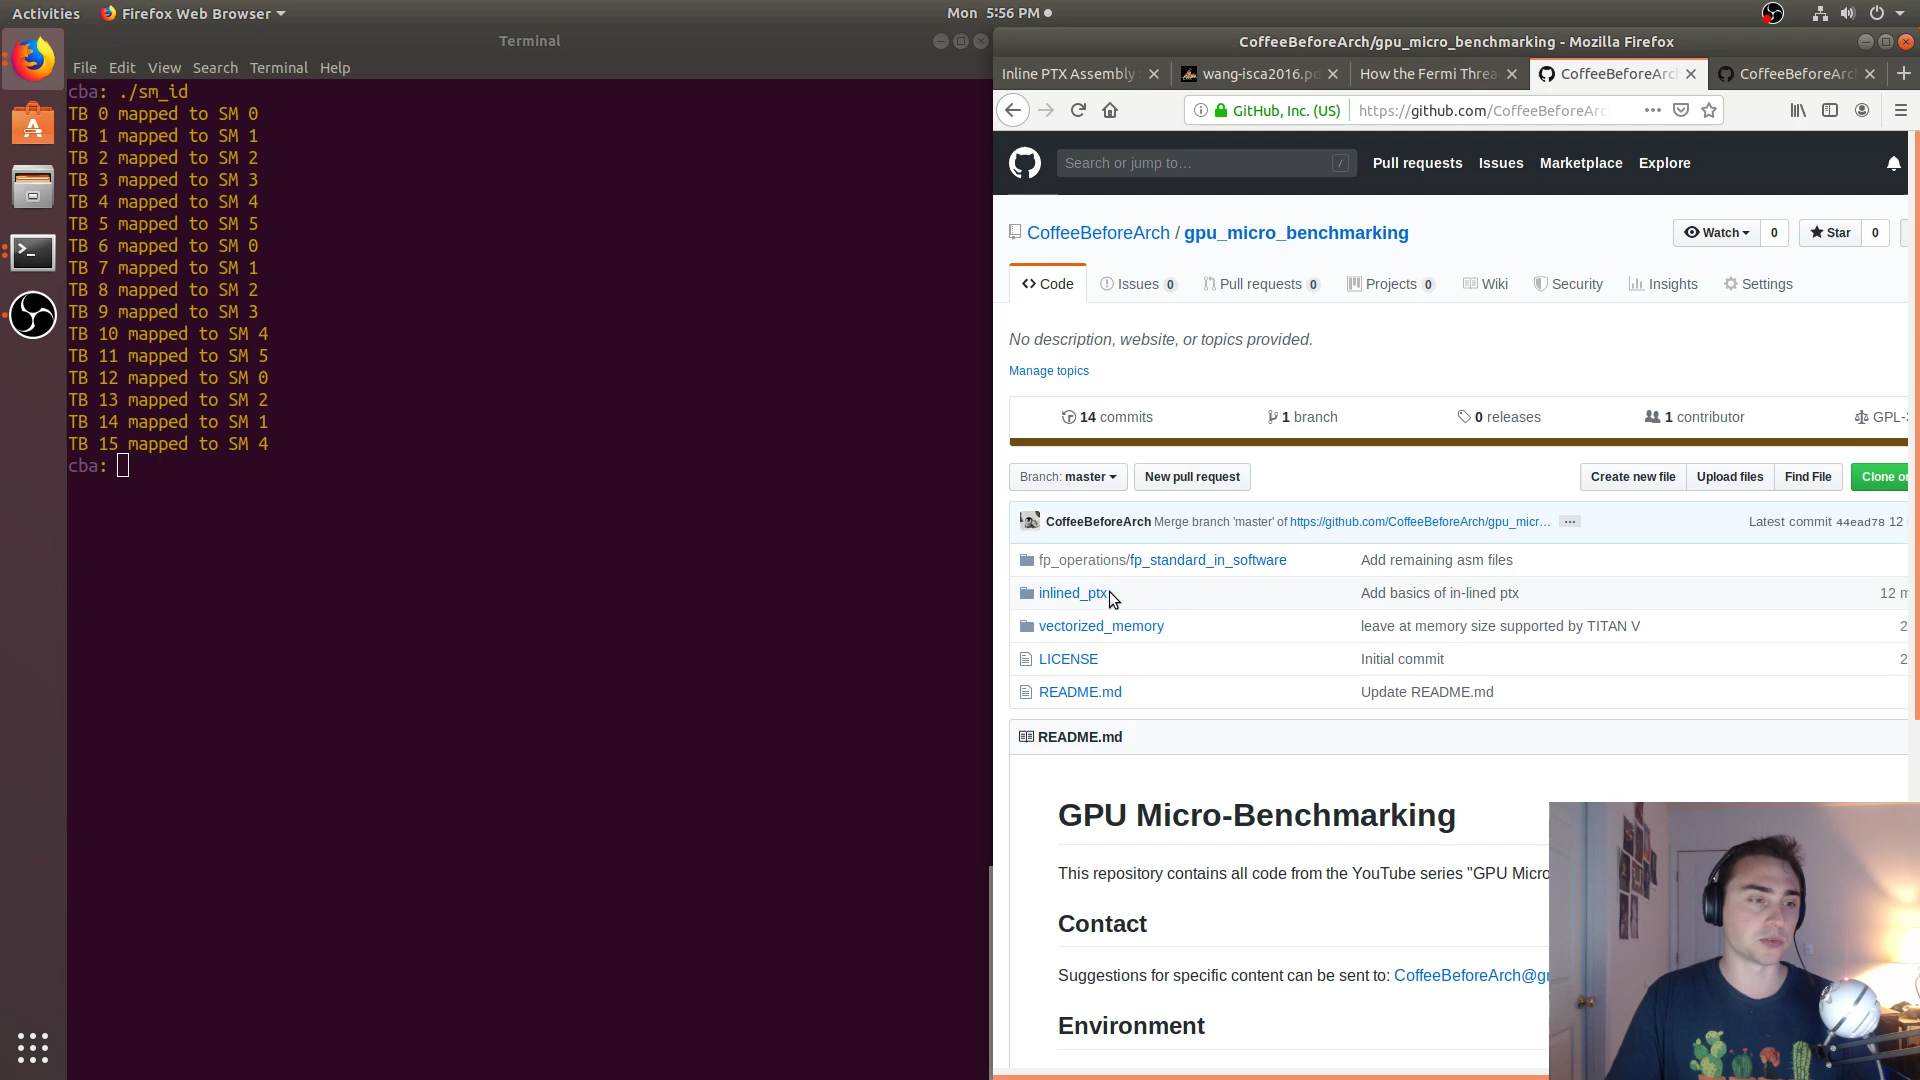 Activities
Firefox Web Browser
Mon 5:56 PM
Terminal
File Edit View Search Terminal Help
cba: ./sm_id
TB 0 mapped to SM 0
TB 1 mapped to SM 1
TB 2 mapped to SM 2
TB 3 mapped to SM 3
TB 4 mapped to SM 4
TB 5 mapped to SM 5
TB 6 mapped to SM 0
TB 7 mapped to SM 1
TB 8 mapped to SM 2
TB 9 mapped to SM 3
TB 10 mapped to SM 4
TB 11 mapped to SM 5
TB 12 mapped to SM 0
TB 13 mapped to SM 2
TB 14 mapped to SM 1
TB 15 mapped to SM 4
cba:
CoffeeBeforeArch/gpu_micro_benchmarking - Mozilla Firefox
Inline PTX Assembly
wang-isca2016.pd
How the Fermi Threa
CoffeeBeforeArc
CoffeeBeforeArc
GitHub, Inc. (US)
https://github.com/CoffeeBeforeArc
Search or jump to… /
Pull requests Issues Marketplace Explore
CoffeeBeforeArch / gpu_micro_benchmarking
Watch 0
Star 0
Code
Issues 0
Pull requests 0
Projects 0
Wiki
Security
Insights
Settings
No description, website, or topics provided.
Manage topics
14 commits
1 branch
0 releases
1 contributor
GPL-3
Branch: master
New pull request
Create new file
Upload files
Find File
Clone or
CoffeeBeforeArch Merge branch 'master' of https://github.com/CoffeeBeforeArch/gpu_micr… …
Latest commit 44ead78 12
fp_operations/fp_standard_in_software Add remaining asm files
inlined_ptx Add basics of in-lined ptx 12 m
vectorized_memory leave at memory size supported by TITAN V 2
LICENSE Initial commit 2
README.md Update README.md
README.md
GPU Micro-Benchmarking
This repository contains all code from the YouTube series "GPU Micro
Contact
Suggestions for specific content can be sent to: CoffeeBeforeArch@gm
Environment